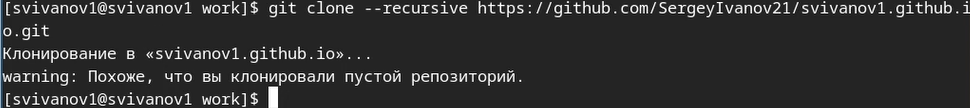 [svivanov1@svivanov1 work]$ git clone --recursive https://github.com/SergeyIvanov21/svivanov1.github.i
o.git
Клонирование в «svivanov1.github.io»...
warning: Похоже, что вы клонировали пустой репозиторий.
[svivanov1@svivanov1 work]$